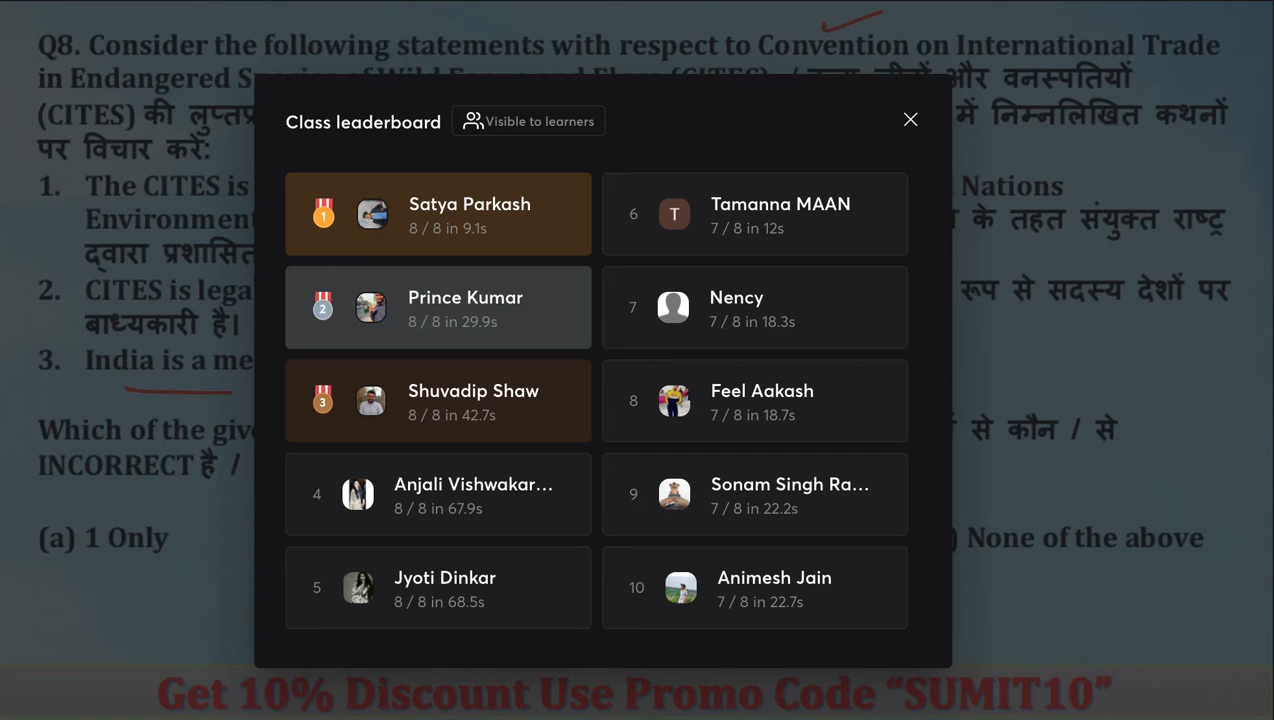 Q8. Consider the following statements with respect to Convention on International Trade
in Endangered
और वनस्पतियों
(CITES) की
में निम्नलिखित कथनों
पर विचार करें:
1. The CITES is
Nations
Environment
के तहत संयुक्त राष्ट्र
द्वारा प्रशासित
2. CITES is lega
रूप से सदस्य देशों पर
बाध्यकारी है।
3. India is a me
Which of the give
से कौन / से
INCORRECT है /
(a) 1 Only
) None of the above
Class leaderboard
Visible to learners
1
Satya Parkash
8 / 8 in 9.1s
2
Prince Kumar
8 / 8 in 29.9s
3
Shuvadip Shaw
8 / 8 in 42.7s
4
Anjali Vishwakar...
8 / 8 in 67.9s
5
Jyoti Dinkar
8 / 8 in 68.5s
6
T
Tamanna MAAN
7 / 8 in 12s
7
Nency
7 / 8 in 18.3s
8
Feel Aakash
7 / 8 in 18.7s
9
Sonam Singh Ra...
7 / 8 in 22.2s
10
Animesh Jain
7 / 8 in 22.7s
Get 10% Discount Use Promo Code “SUMIT10”